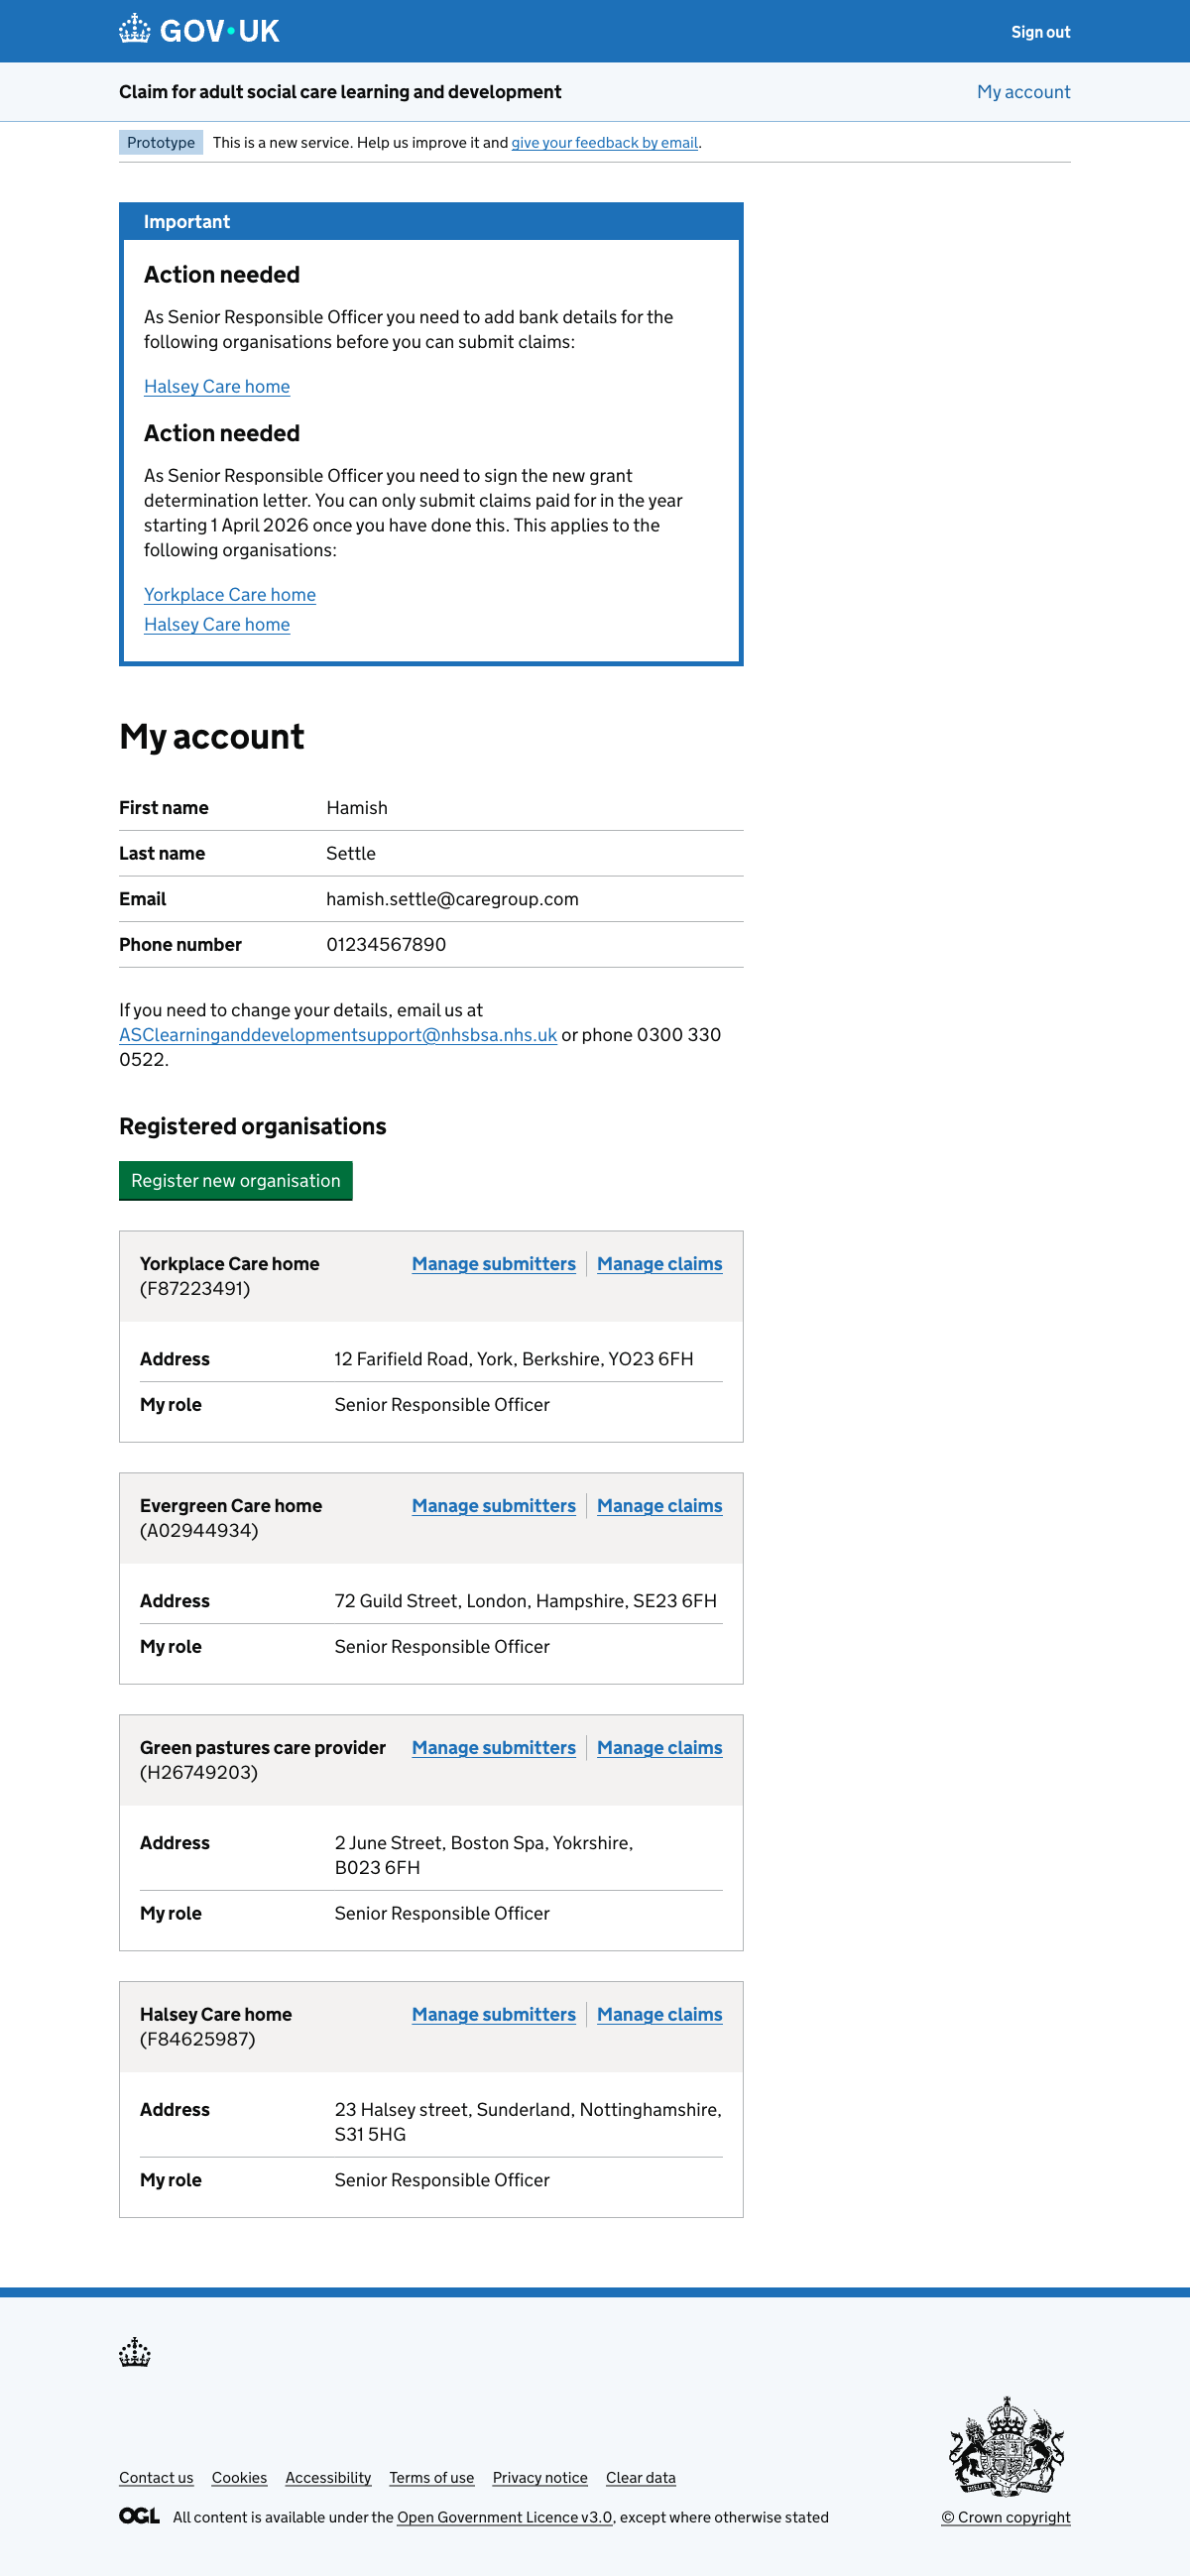 GOV·UK
Sign out
Claim for adult social care learning and development
My account
Prototype
This is a new service. Help us improve it and give your feedback by email.
Important
Action needed
As Senior Responsible Officer you need to add bank details for the
following organisations before you can submit claims:
Halsey Care home
Action needed
As Senior Responsible Officer you need to sign the new grant
determination letter. You can only submit claims paid for in the year
starting 1 April 2026 once you have done this. This applies to the
following organisations:
Yorkplace Care home
Halsey Care home
My account
First name Hamish
Last name Settle
Email hamish.settle@caregroup.com
Phone number 01234567890
If you need to change your details, email us at
ASClearninganddevelopmentsupport@nhsbsa.nhs.uk or phone 0300 330
0522.
Registered organisations
Register new organisation
Yorkplace Care home Manage submitters Manage claims
(F87223491)
Address 12 Farifield Road, York, Berkshire, YO23 6FH
My role Senior Responsible Officer
Evergreen Care home Manage submitters Manage claims
(A02944934)
Address 72 Guild Street, London, Hampshire, SE23 6FH
My role Senior Responsible Officer
Green pastures care provider Manage submitters Manage claims
(H26749203)
Address 2 June Street, Boston Spa, Yokrshire,
B023 6FH
My role Senior Responsible Officer
Halsey Care home Manage submitters Manage claims
(F84625987)
Address 23 Halsey street, Sunderland, Nottinghamshire,
S31 5HG
My role Senior Responsible Officer
Contact us Cookies Accessibility Terms of use Privacy notice Clear data
OGL All content is available under the Open Government Licence v3.0, except where otherwise stated
© Crown copyright